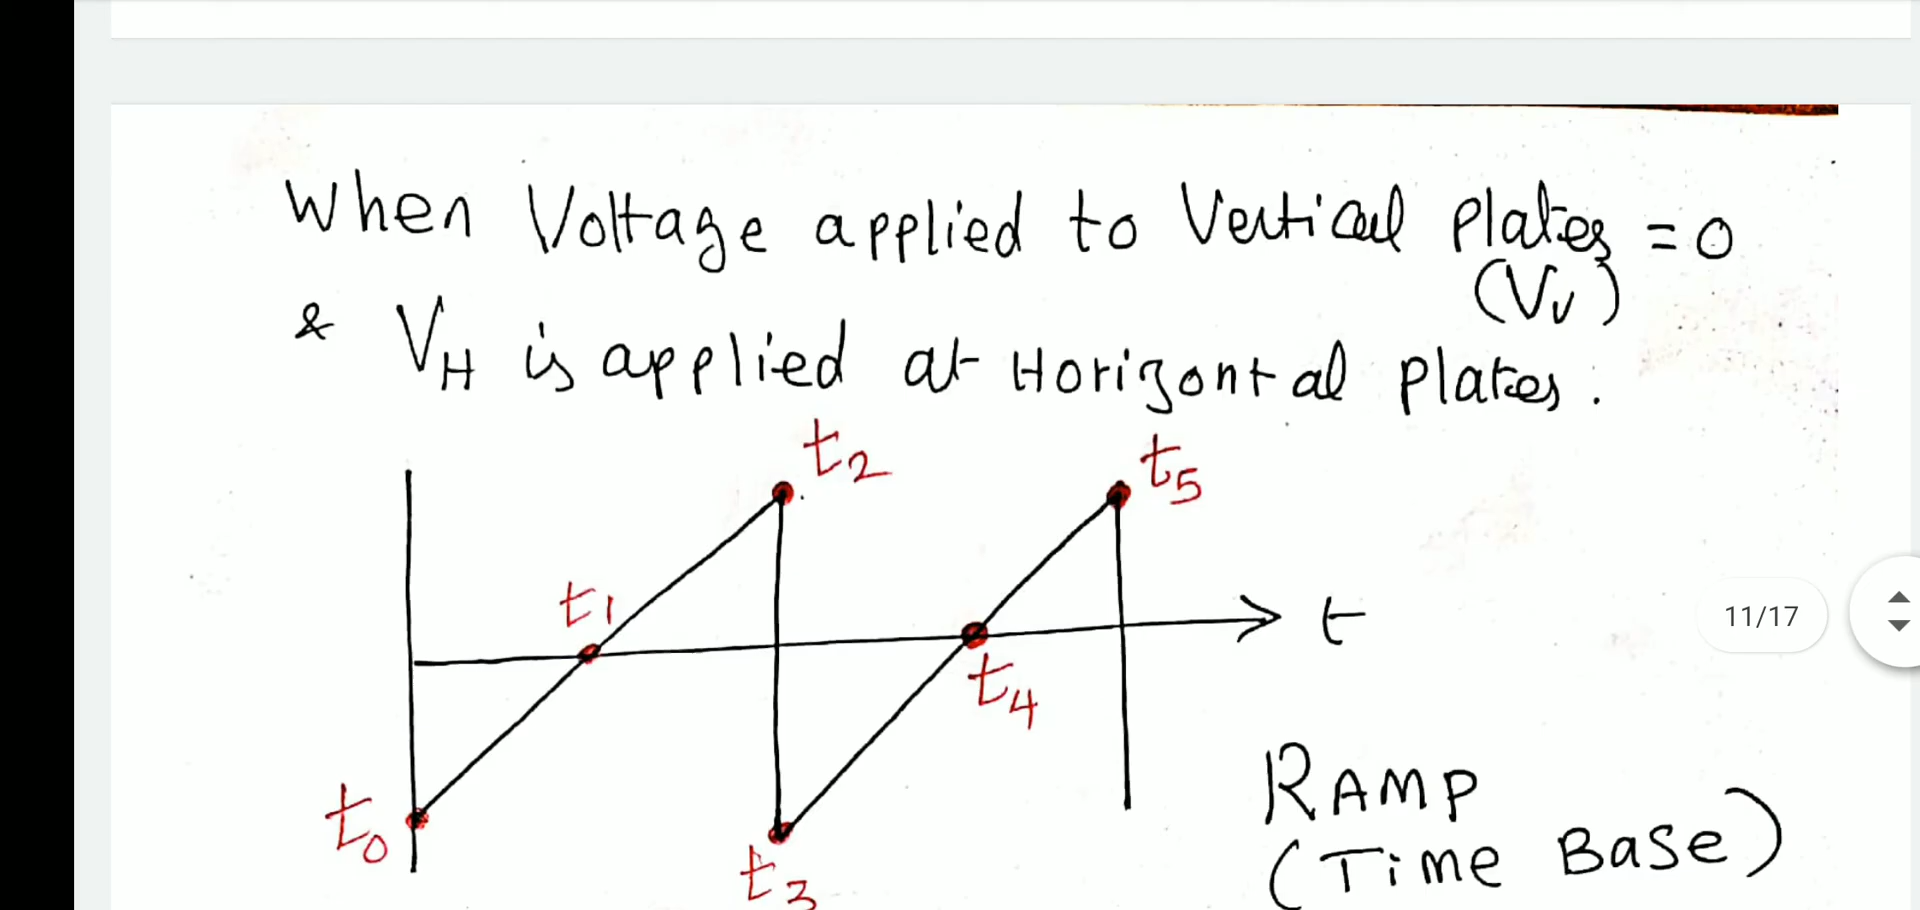 When Voltage applied to Vertical Plates = 0
(Vv)
& VH is applied at Horizontal Plates.
t2
t5
t1
t
11/17
t4
RAMP
t0
(Time Base)
t3